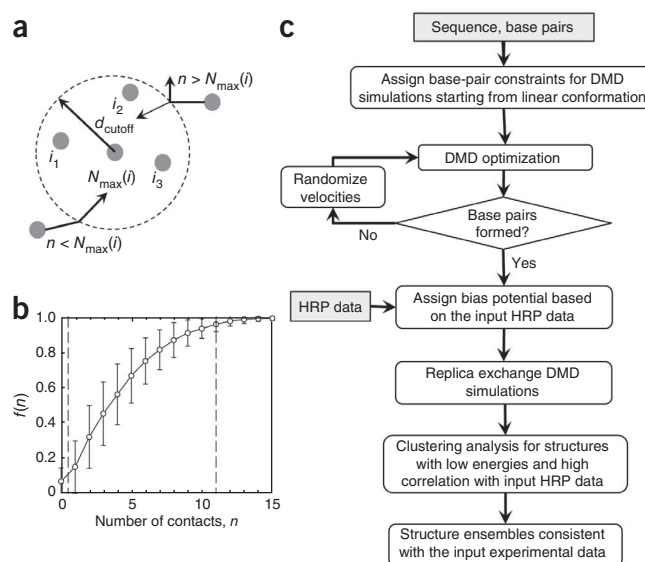 a
n > Nmax(i)
i2
dcutoff
i1
i3
Nmax(i)
n < Nmax(i)
b
1.0
0.8
0.6
0.4
0.2
0
f(n)
0
5
10
15
Number of contacts, n
c
Sequence, base pairs
Assign base-pair constraints for DMD
simulations starting from linear conformation
DMD optimization
Randomize
velocities
Base pairs
formed?
No
Yes
HRP data
Assign bias potential based
on the input HRP data
Replica exchange DMD
simulations
Clustering analysis for structures
with low energies and high
correlation with input HRP data
Structure ensembles consistent
with the input experimental data